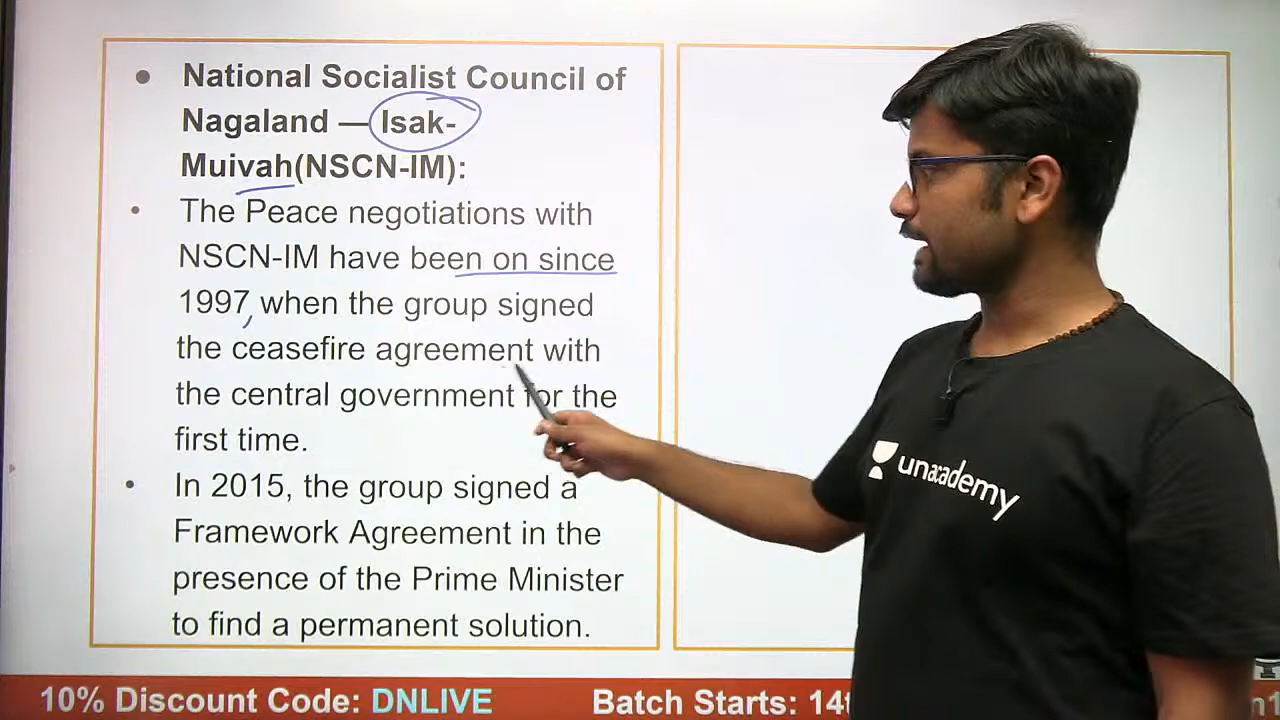 National Socialist Council of
Nagaland — Isak-
Muivah(NSCN-IM):
The Peace negotiations with
NSCN-IM have been on since
1997, when the group signed
the ceasefire agreement with
the central government for the
first time.
In 2015, the group signed a
Framework Agreement in the
presence of the Prime Minister
to find a permanent solution.
unacademy
10% Discount Code: DNLIVE
Batch Starts: 14